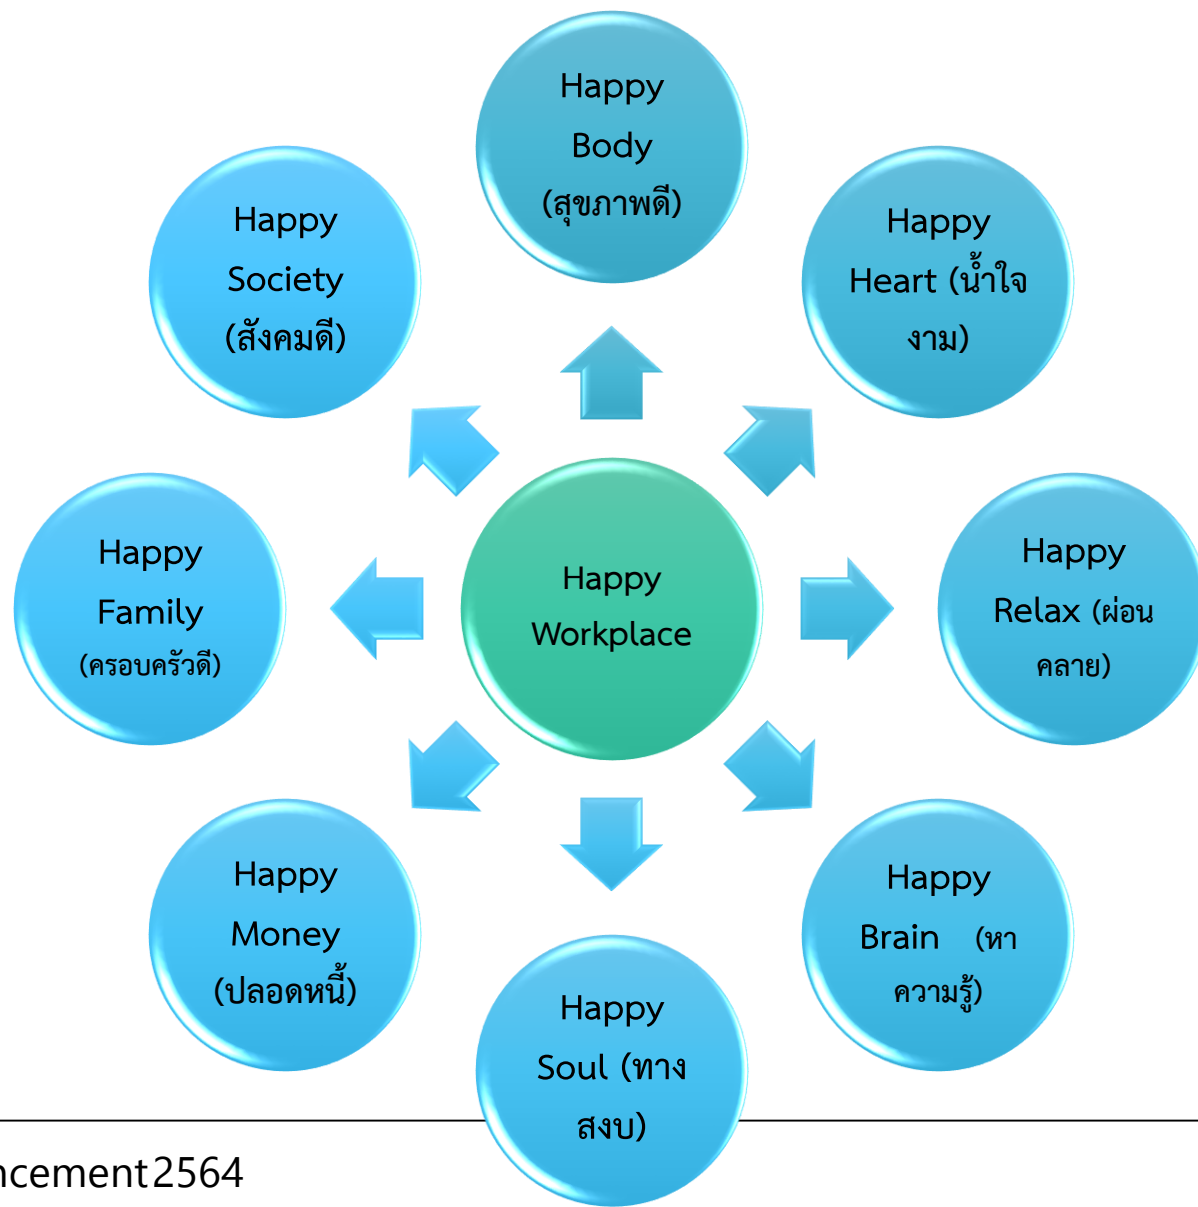 Happy
Body
(สุขภาพดี)
Happy
Heart (น้ำใจ
งาม)
Happy
Relax (ผ่อน
คลาย)
Happy
Brain (หา
ความรู้)
Happy
Soul (ทาง
สงบ)
Happy
Money
(ปลอดหนี้)
Happy
Family
(ครอบครัวดี)
Happy
Society
(สังคมดี)
Happy
Workplace
ncement2564